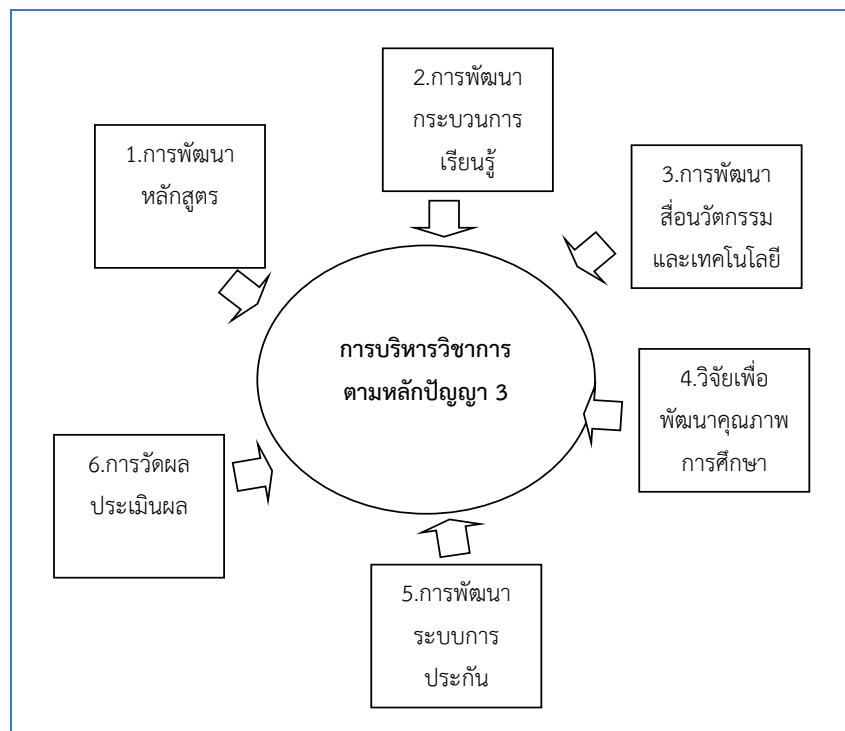 1.การพัฒนา
หลักสูตร
2.การพัฒนา
กระบวนการ
เรียนรู้
3.การพัฒนา
สื่อนวัตกรรม
และเทคโนโลยี
4.วิจัยเพื่อ
พัฒนาคุณภาพ
การศึกษา
5.การพัฒนา
ระบบการ
ประกัน
6.การวัดผล
ประเมินผล
การบริหารวิชาการ
ตามหลักปัญญา 3